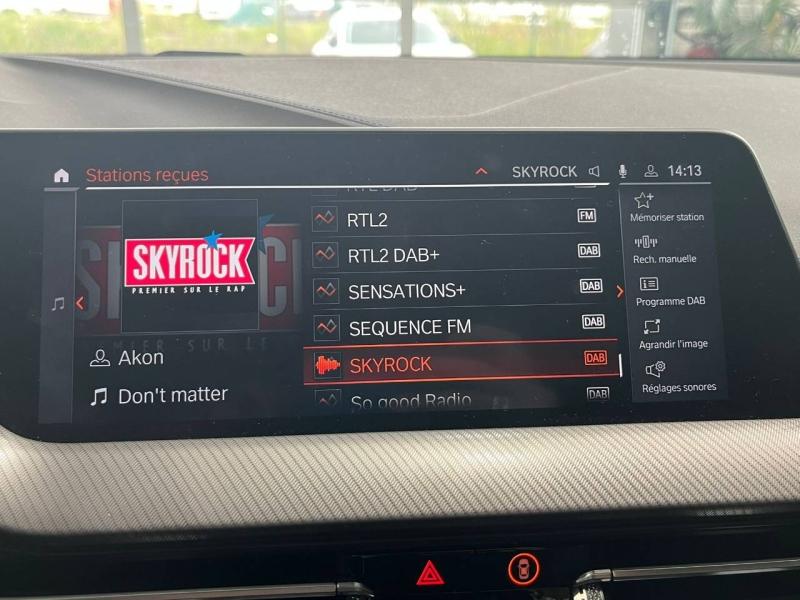 Stations reçues
SKYROCK
14:13
RTL DAB
RTL2 FM
RTL2 DAB+ DAB
SENSATIONS+ DAB
SEQUENCE FM DAB
SKYROCK DAB
So good Radio DAB
SKYROCK
PREMIER SUR LE RAP
Akon
Don't matter
Mémoriser station
Rech. manuelle
Programme DAB
Agrandir l'image
Réglages sonores